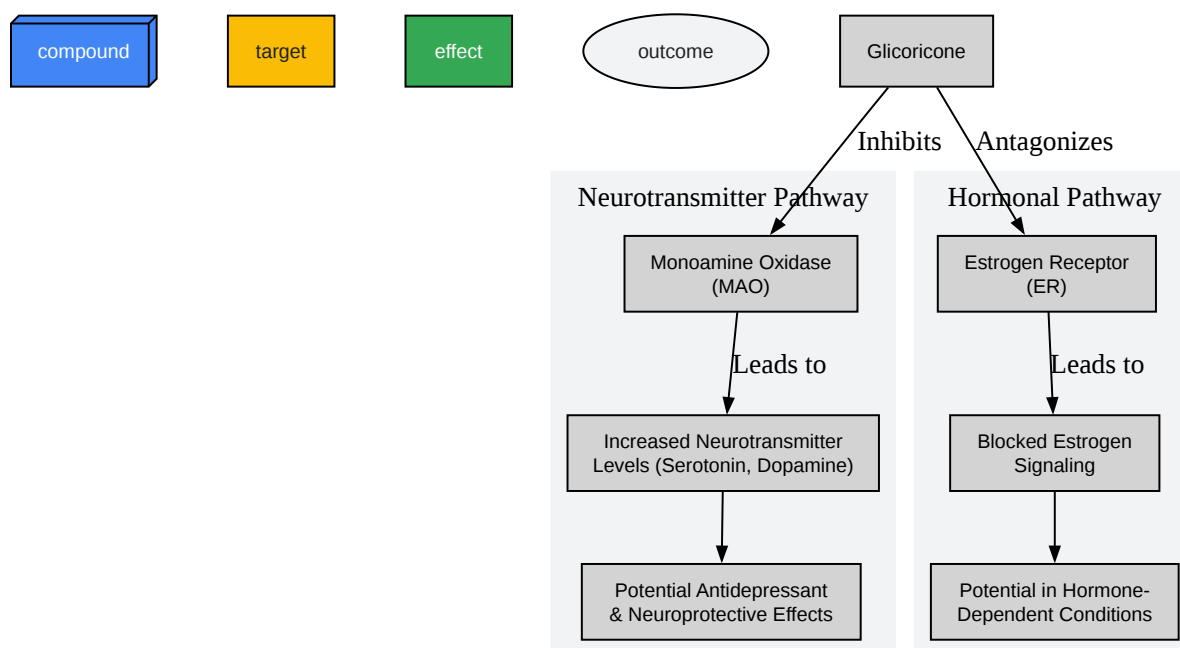 compound
target
effect
outcome
Glicoricone
Inhibits
Antagonizes
Neurotransmitter Pathway
Hormonal Pathway
Monoamine Oxidase
(MAO)
Estrogen Receptor
(ER)
Leads to
Leads to
Increased Neurotransmitter
Levels (Serotonin, Dopamine)
Blocked Estrogen
Signaling
Potential Antidepressant
& Neuroprotective Effects
Potential in Hormone-
Dependent Conditions